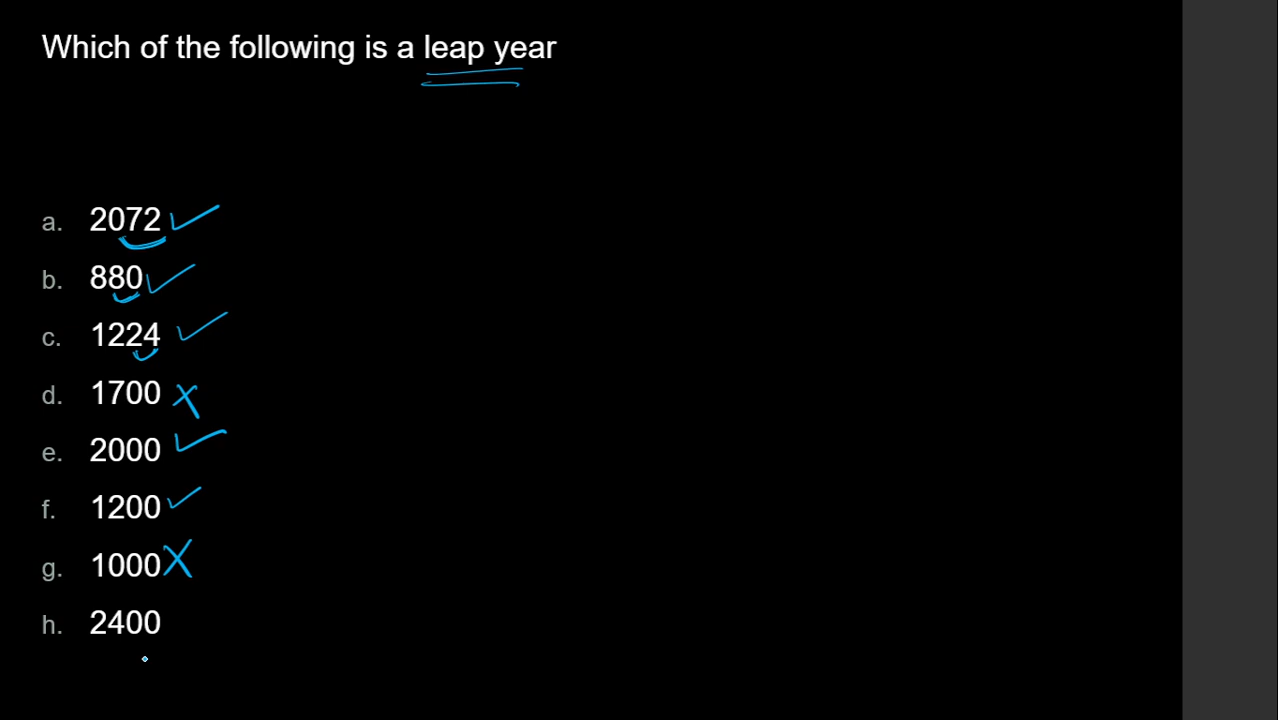 Which of the following is a leap year
a. 2072 ✓
b. 880 ✓
c. 1224 ✓
d. 1700 ✗
e. 2000 ✓
f. 1200 ✓
g. 1000 ✗
h. 2400